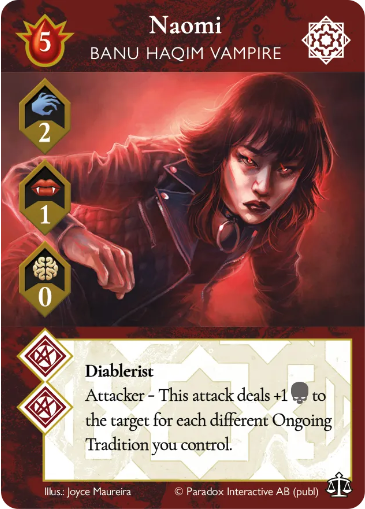 Naomi
5
BANU HAQIM VAMPIRE
2
1
0
Diablerist
Attacker - This attack deals +1 to
the target for each different Ongoing
Tradition you control.
Illus.: Joyce Maureira © Paradox Interactive AB (publ)